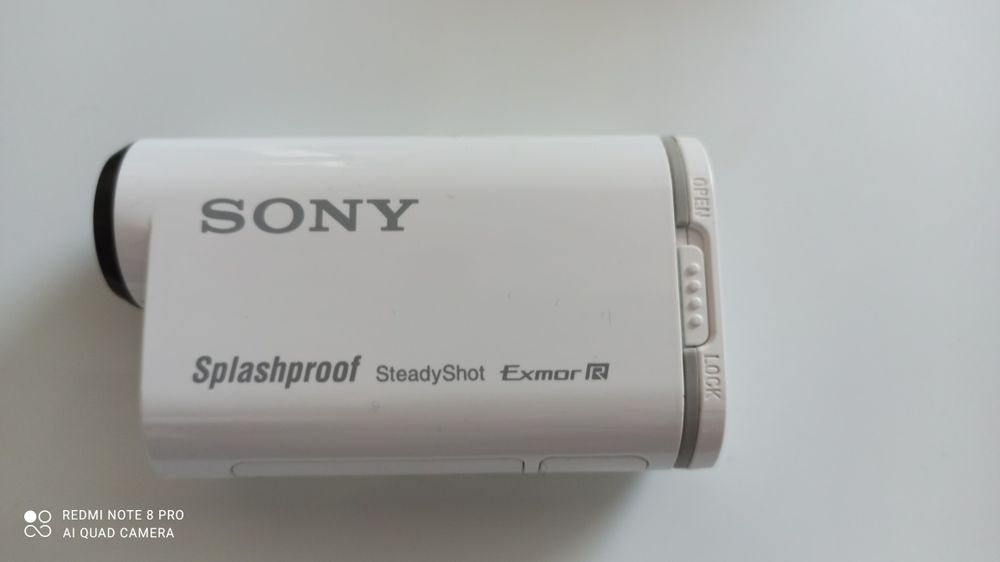 SONY
OPEN
LOCK
Splashproof SteadyShot Exmor R
REDMI NOTE 8 PRO
AI QUAD CAMERA